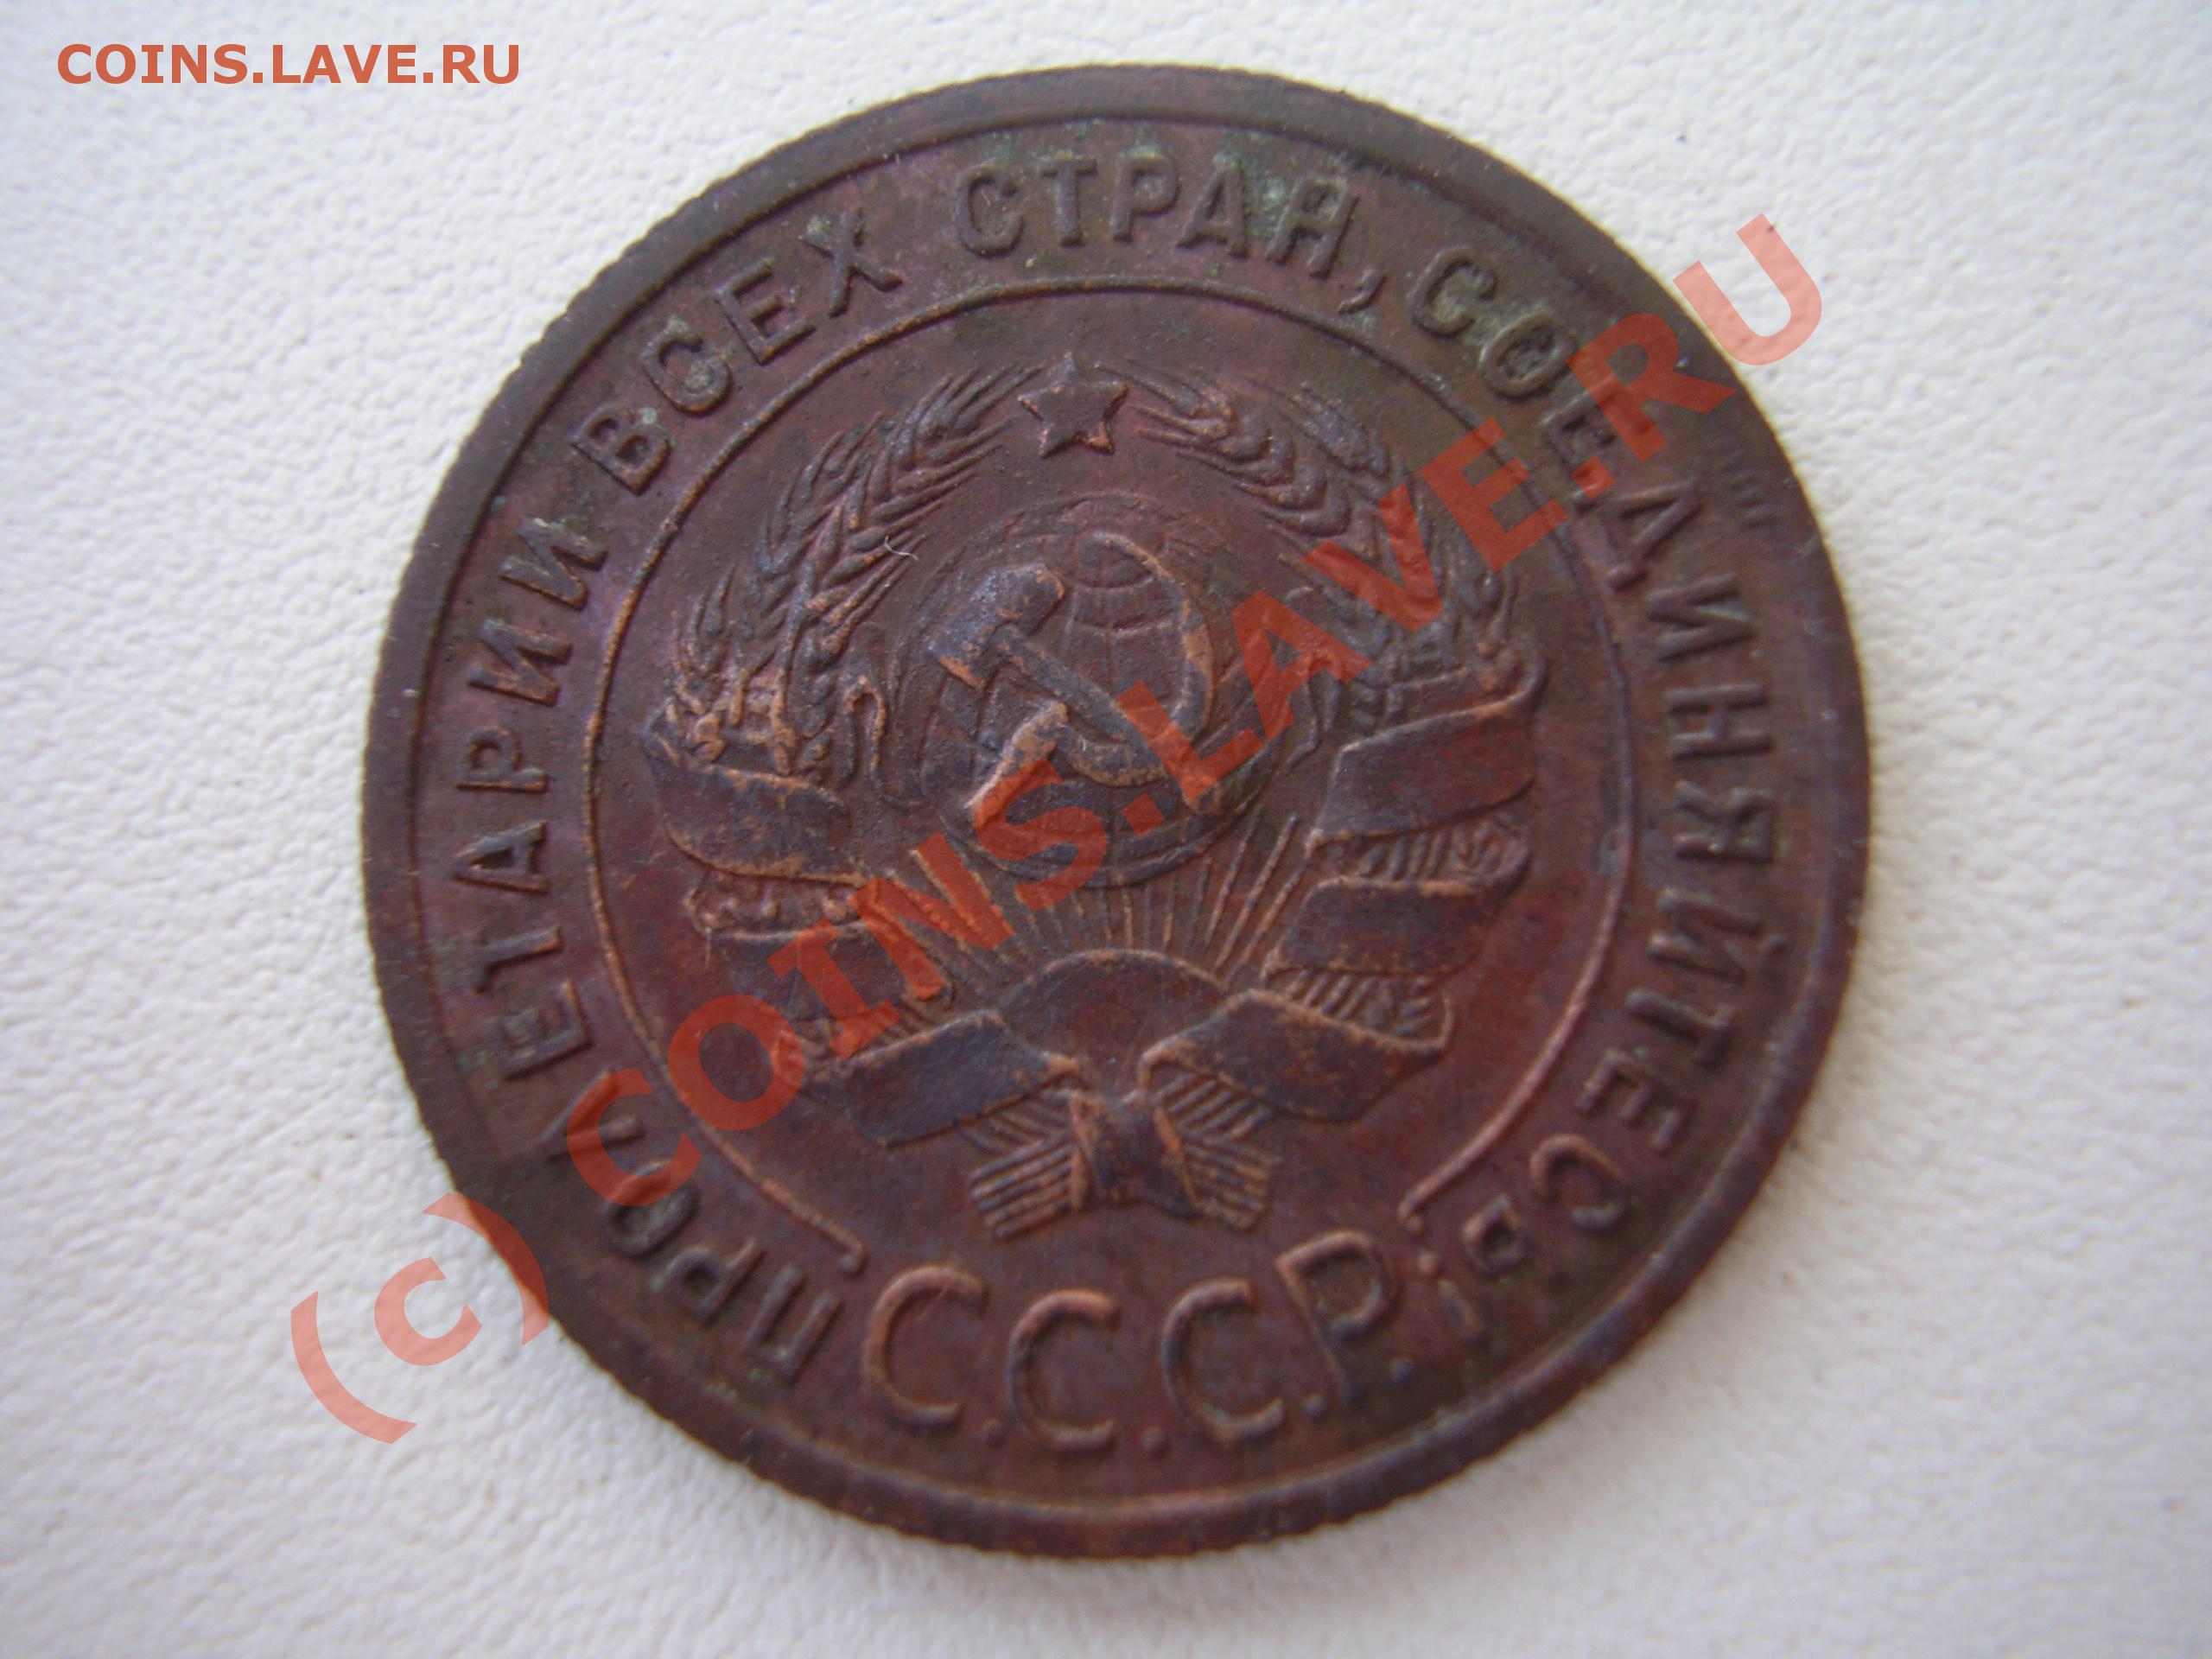 COINS.LAVE.RU
ПРОЛЕТАРИИ ВСЕХ СТРАН, СОЕДИНЯЙТЕСЬ!
С.С.С.Р.
(c) COINS.LAVE.RU